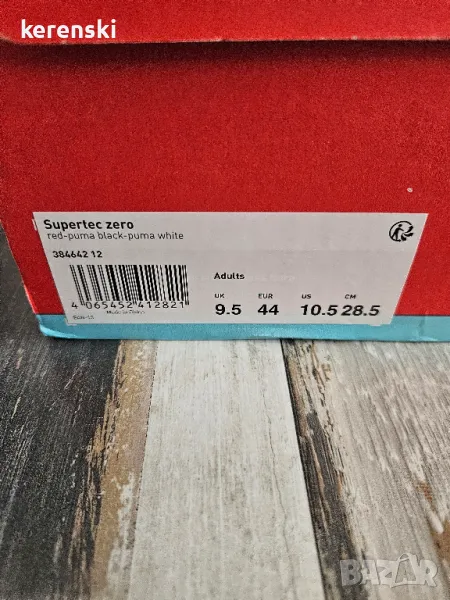 kerenski
Supertec zero
red-puma black-puma white
384642 12
4 065452 412821
Adults
UK EUR US CM
9.5 44 10.5 28.5
BAZAR